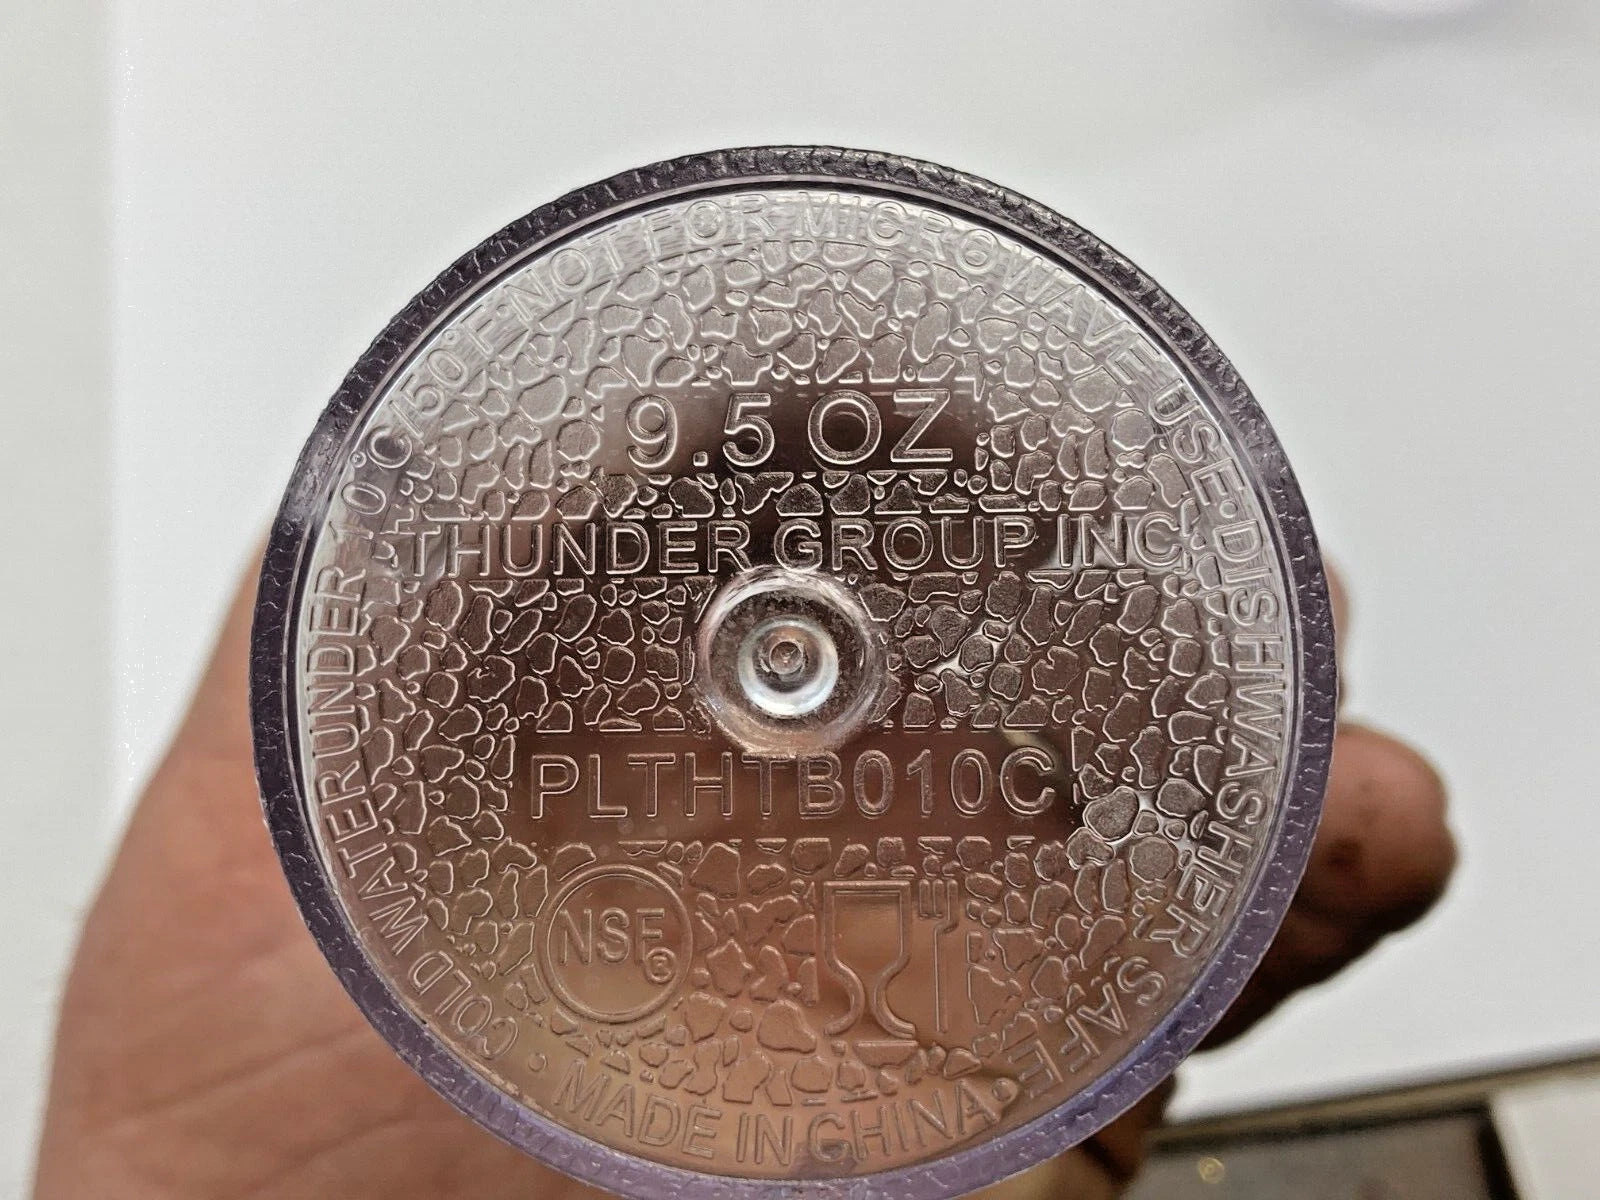 COLD WATER UNDER 10°C/50°F·NOT FOR MICROWAVE USE·DISHWASHER SAFE·
9.5 OZ
THUNDER GROUP INC.
PLTHTB010C
NSF®
MADE IN CHINA